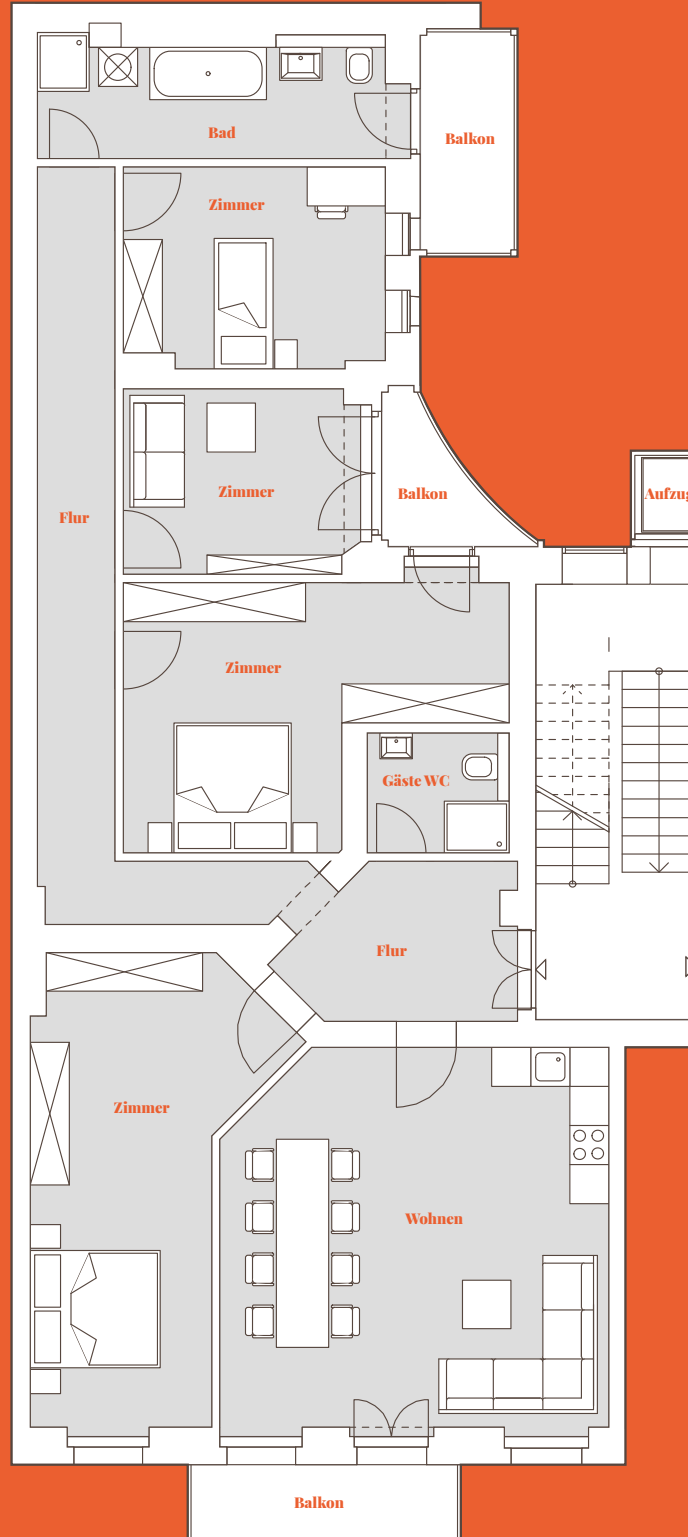 Bad
Balkon
Zimmer
Zimmer
Balkon
Aufzug
Flur
Zimmer
Gäste WC
Flur
Zimmer
Wohnen
Balkon